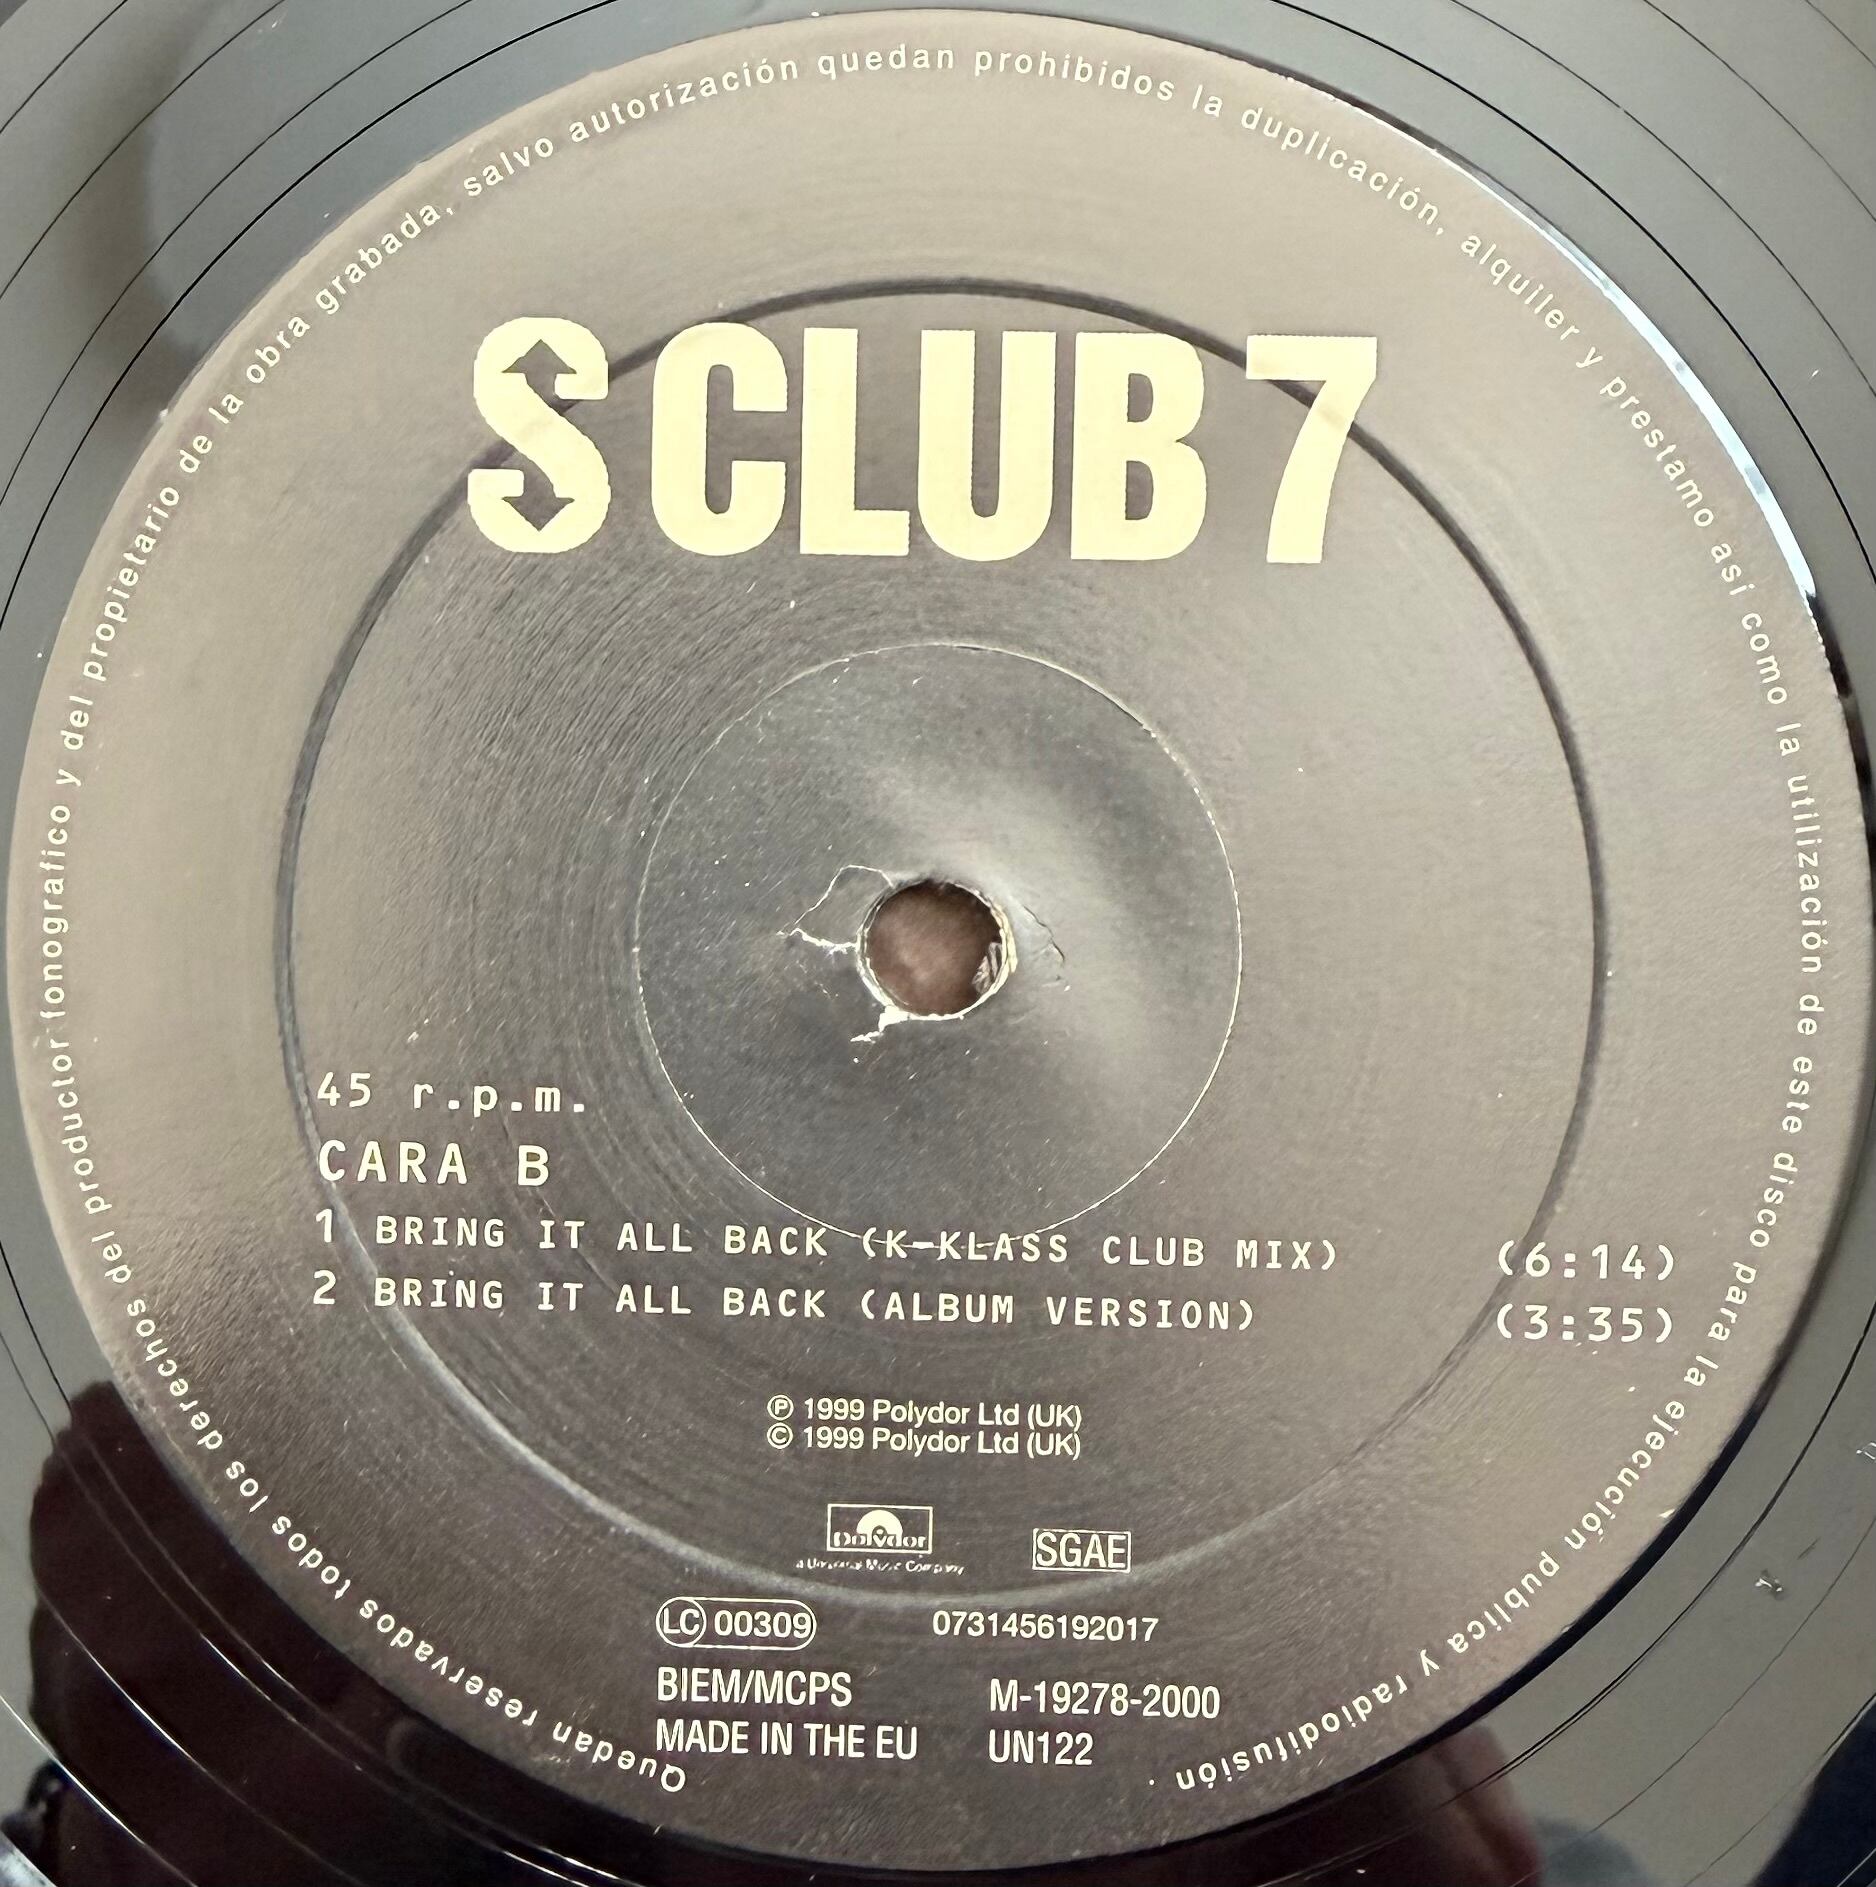 Quedan reservados todos los derechos del productor fonografico y del propietario de la obra grabada, salvo autorización quedan prohibidos la duplicación, alquiler y prestamo así como la utilización de este disco para la ejecución publica y radiodifusión.
S CLUB 7
45 r.p.m.
CARA B
1 BRING IT ALL BACK (K-KLASS CLUB MIX) (6:14)
2 BRING IT ALL BACK (ALBUM VERSION) (3:35)
℗ 1999 Polydor Ltd (UK)
© 1999 Polydor Ltd (UK)
polydor
a Universal Music Company
SGAE
LC 00309 0731456192017
BIEM/MCPS M-19278-2000
MADE IN THE EU UN122